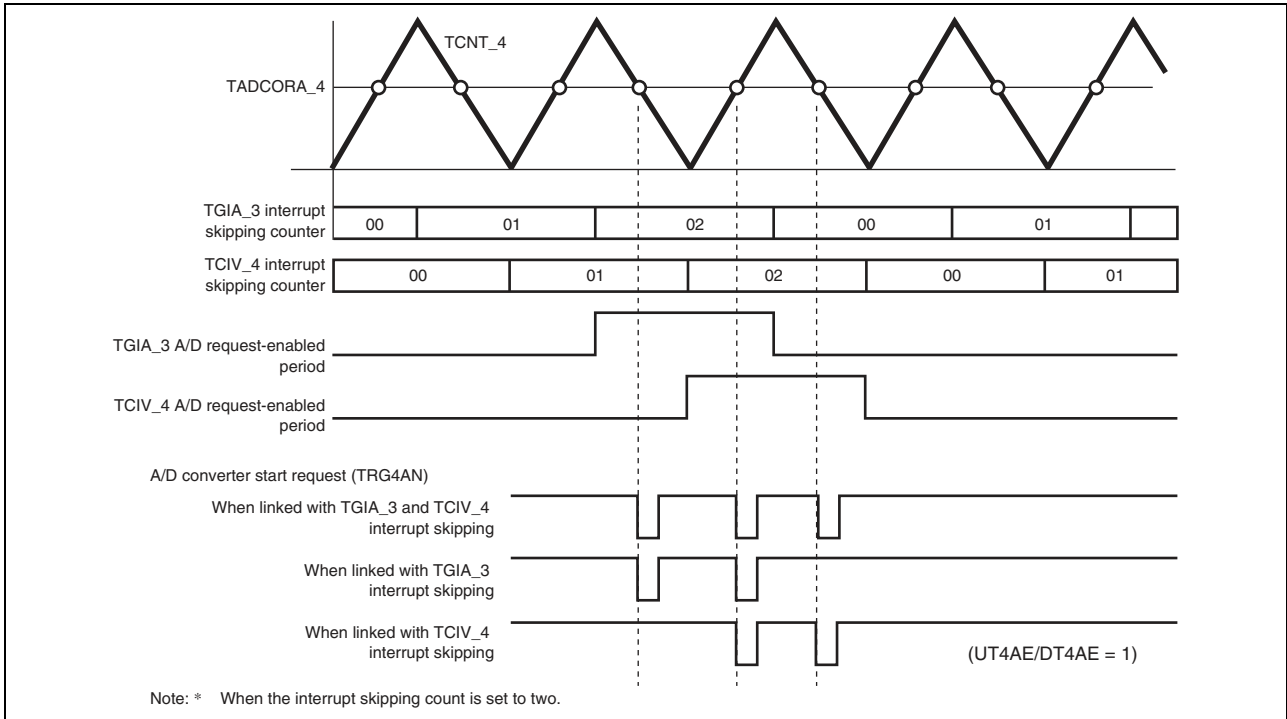 TCNT_4
TADCORA_4
TGIA_3 interrupt
skipping counter
00 01 02 00 01
TCIV_4 interrupt
skipping counter
00 01 02 00 01
TGIA_3 A/D request-enabled
period
TCIV_4 A/D request-enabled
period
A/D converter start request (TRG4AN)
When linked with TGIA_3 and TCIV_4
interrupt skipping
When linked with TGIA_3
interrupt skipping
When linked with TCIV_4
interrupt skipping
(UT4AE/DT4AE = 1)
Note: * When the interrupt skipping count is set to two.